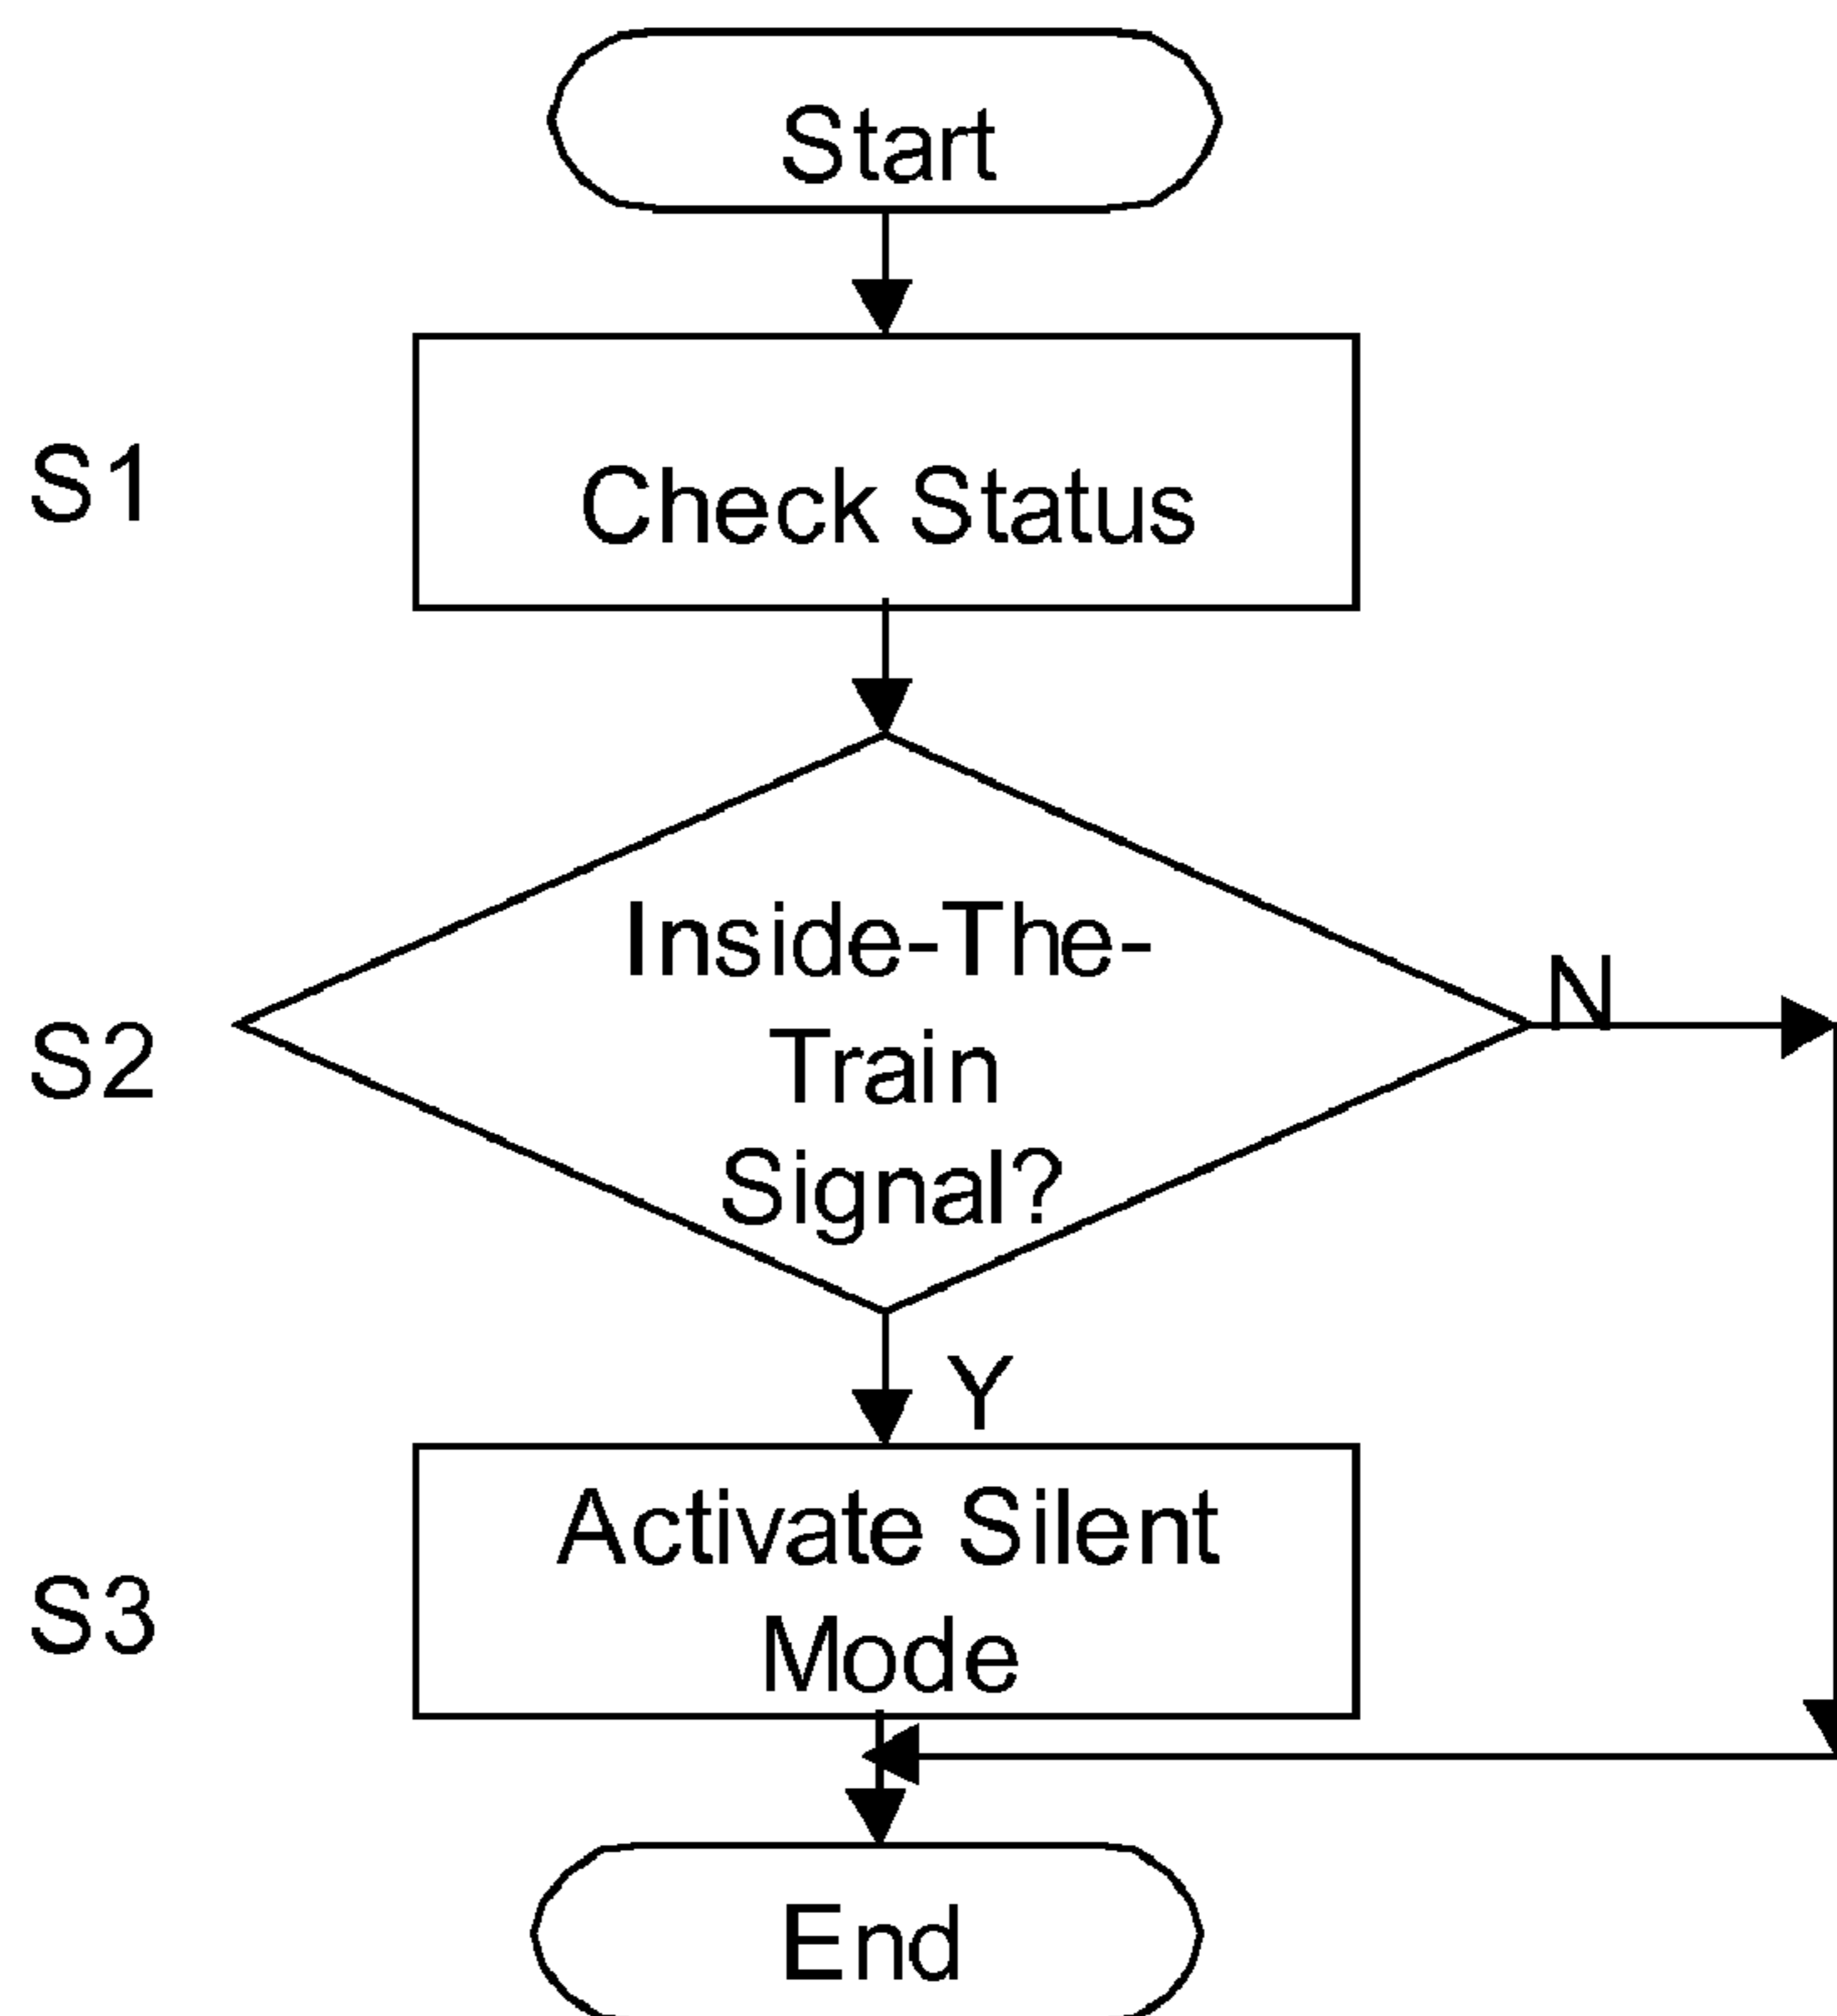 Start
S1
Check Status
Inside-The-
N
S2
Train
Signal?
Y
Activate Silent
S3
Mode
End